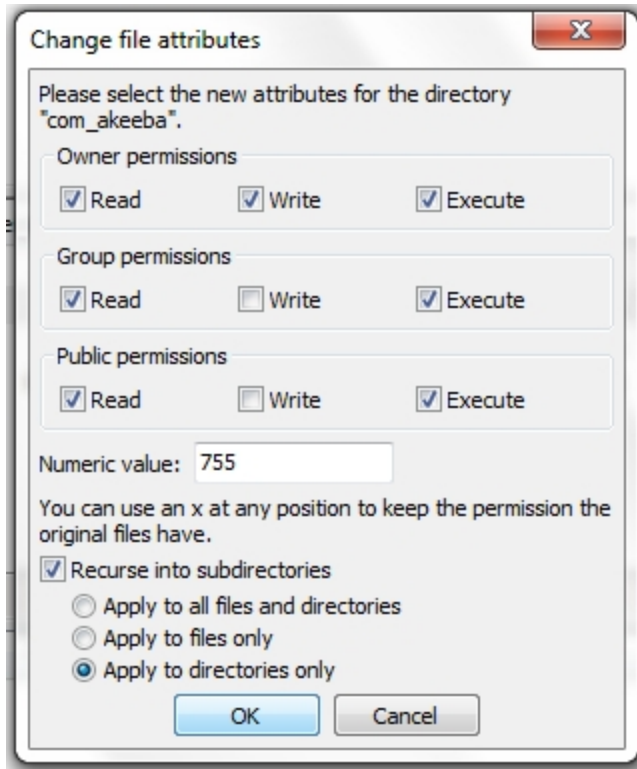 Change file attributes
Please select the new attributes for the directory
"com_akeeba".
Owner permissions
Read Write Execute
Group permissions
Read Write Execute
Public permissions
Read Write Execute
Numeric value: 755
You can use an x at any position to keep the permission the
original files have.
Recurse into subdirectories
Apply to all files and directories
Apply to files only
Apply to directories only
OK Cancel